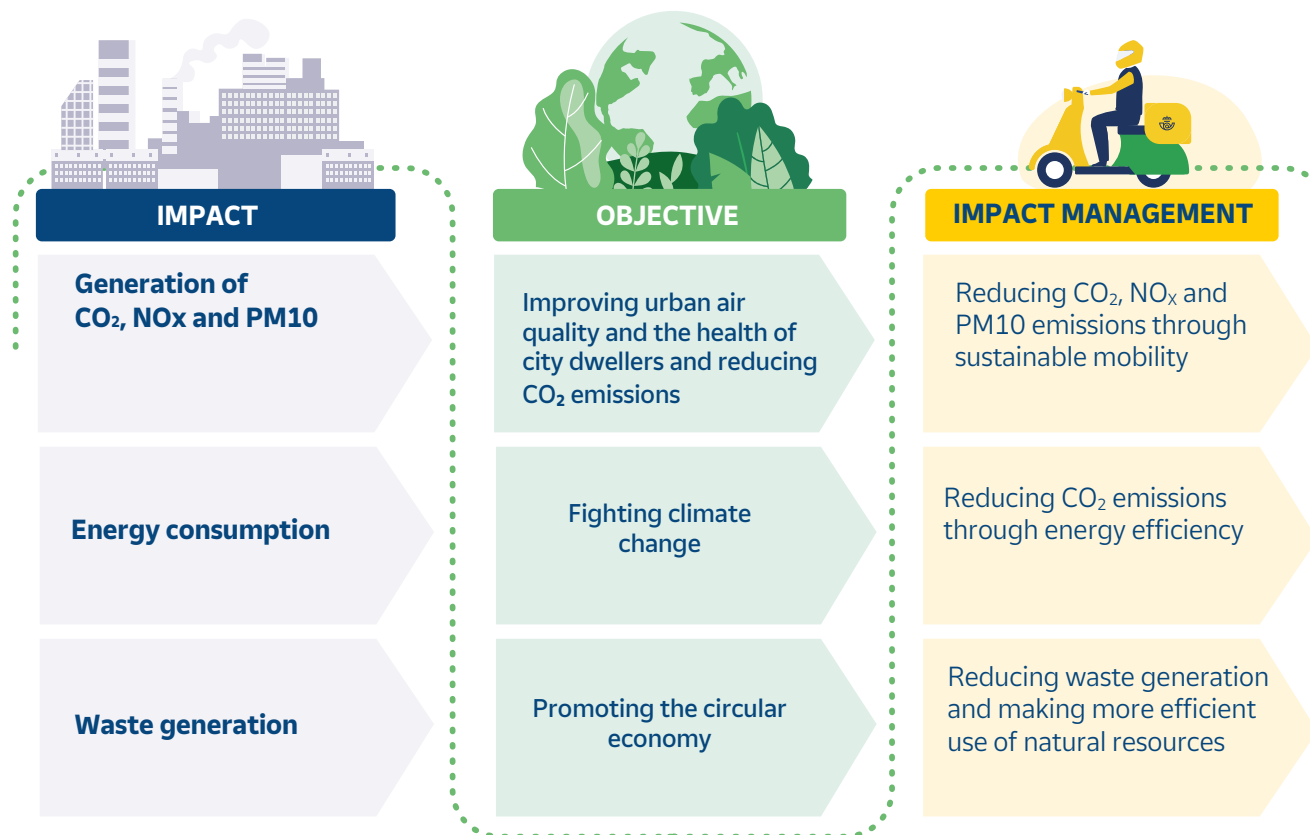 IMPACT
Generation of
CO₂, NOx and PM10
Energy consumption
Waste generation
OBJECTIVE
Improving urban air
quality and the health of
city dwellers and reducing
CO₂ emissions
Fighting climate
change
Promoting the circular
economy
IMPACT MANAGEMENT
Reducing CO₂, NOₓ and
PM10 emissions through
sustainable mobility
Reducing CO₂ emissions
through energy efficiency
Reducing waste generation
and making more efficient
use of natural resources